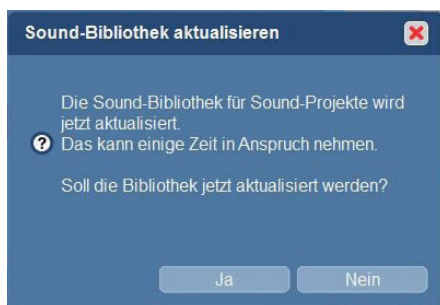 Sound-Bibliothek aktualisieren
Die Sound-Bibliothek für Sound-Projekte wird
jetzt aktualisiert.
Das kann einige Zeit in Anspruch nehmen.
Soll die Bibliothek jetzt aktualisiert werden?
Ja
Nein